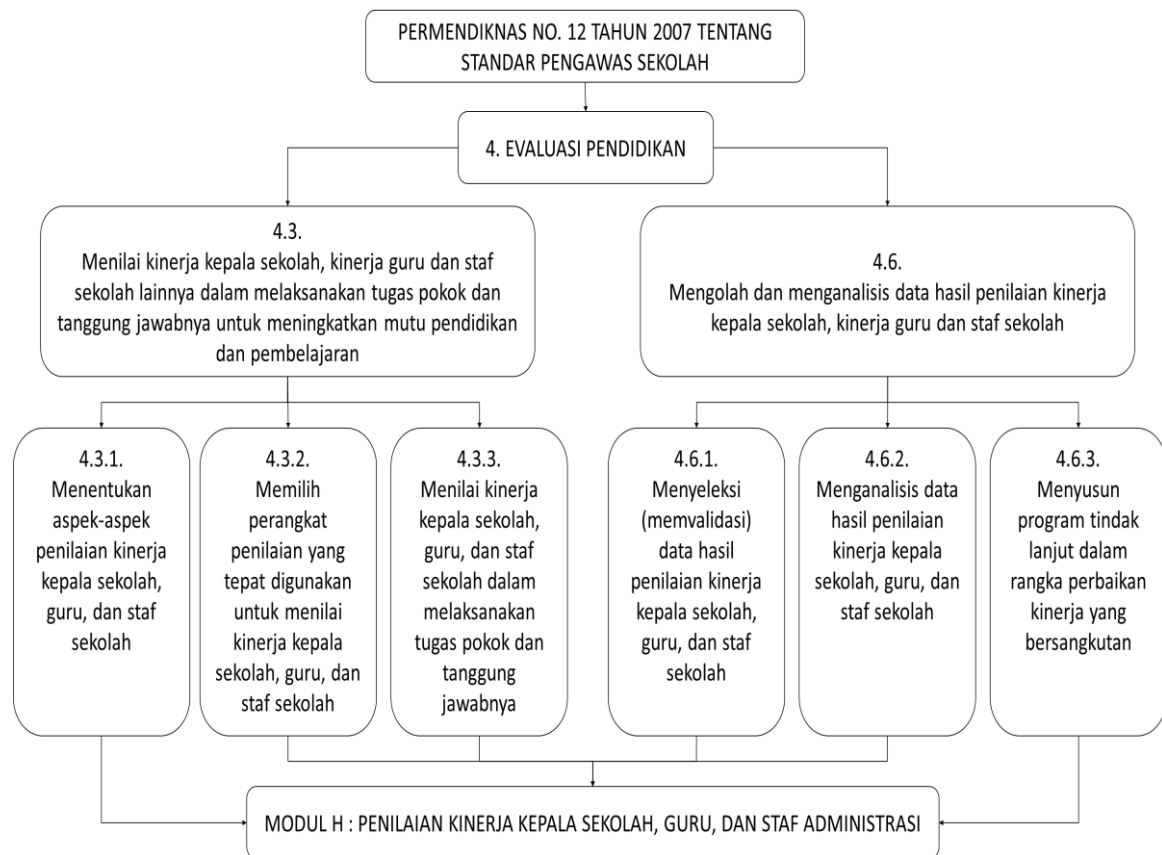 PERMENDIKNAS NO. 12 TAHUN 2007 TENTANG
STANDAR PENGAWAS SEKOLAH
4. EVALUASI PENDIDIKAN
4.3.
Menilai kinerja kepala sekolah, kinerja guru dan staf
sekolah lainnya dalam melaksanakan tugas pokok dan
tanggung jawabnya untuk meningkatkan mutu pendidikan
dan pembelajaran
4.6.
Mengolah dan menganalisis data hasil penilaian kinerja
kepala sekolah, kinerja guru dan staf sekolah
4.3.1.
Menentukan
aspek-aspek
penilaian kinerja
kepala sekolah,
guru, dan staf
sekolah
4.3.2.
Memilih
perangkat
penilaian yang
tepat digunakan
untuk menilai
kinerja kepala
sekolah, guru, dan
staf sekolah
4.3.3.
Menilai kinerja
kepala sekolah,
guru, dan staf
sekolah dalam
melaksanakan
tugas pokok dan
tanggung
jawabnya
4.6.1.
Menyeleksi
(memvalidasi)
data hasil
penilaian kinerja
kepala sekolah,
guru, dan staf
sekolah
4.6.2.
Menganalisis data
hasil penilaian
kinerja kepala
sekolah, guru, dan
staf sekolah
4.6.3.
Menyusun
program tindak
lanjut dalam
rangka perbaikan
kinerja yang
bersangkutan
MODUL H : PENILAIAN KINERJA KEPALA SEKOLAH, GURU, DAN STAF ADMINISTRASI